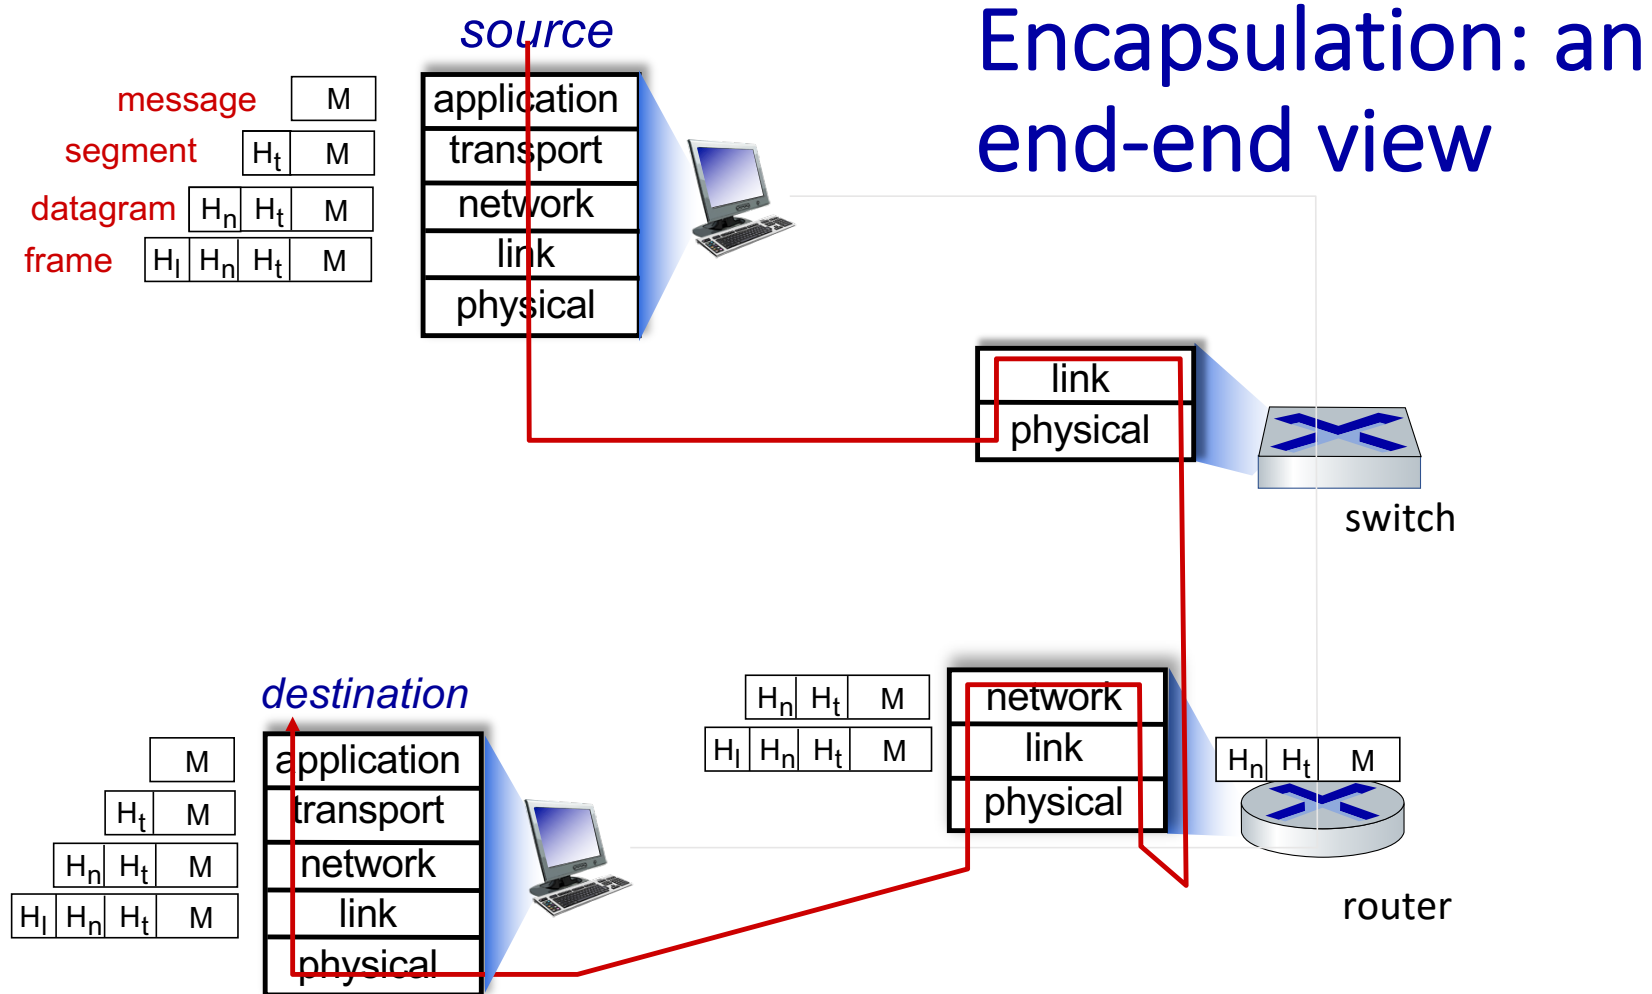 Encapsulation: an
end-end view
source
message M
segment Ht M
datagram Hn Ht M
frame Hl Hn Ht M
application
transport
network
link
physical
link
physical
switch
Hn Ht M
Hl Hn Ht M
network
link
physical
Hn Ht M
router
destination
M
Ht M
Hn Ht M
Hl Hn Ht M
application
transport
network
link
physical